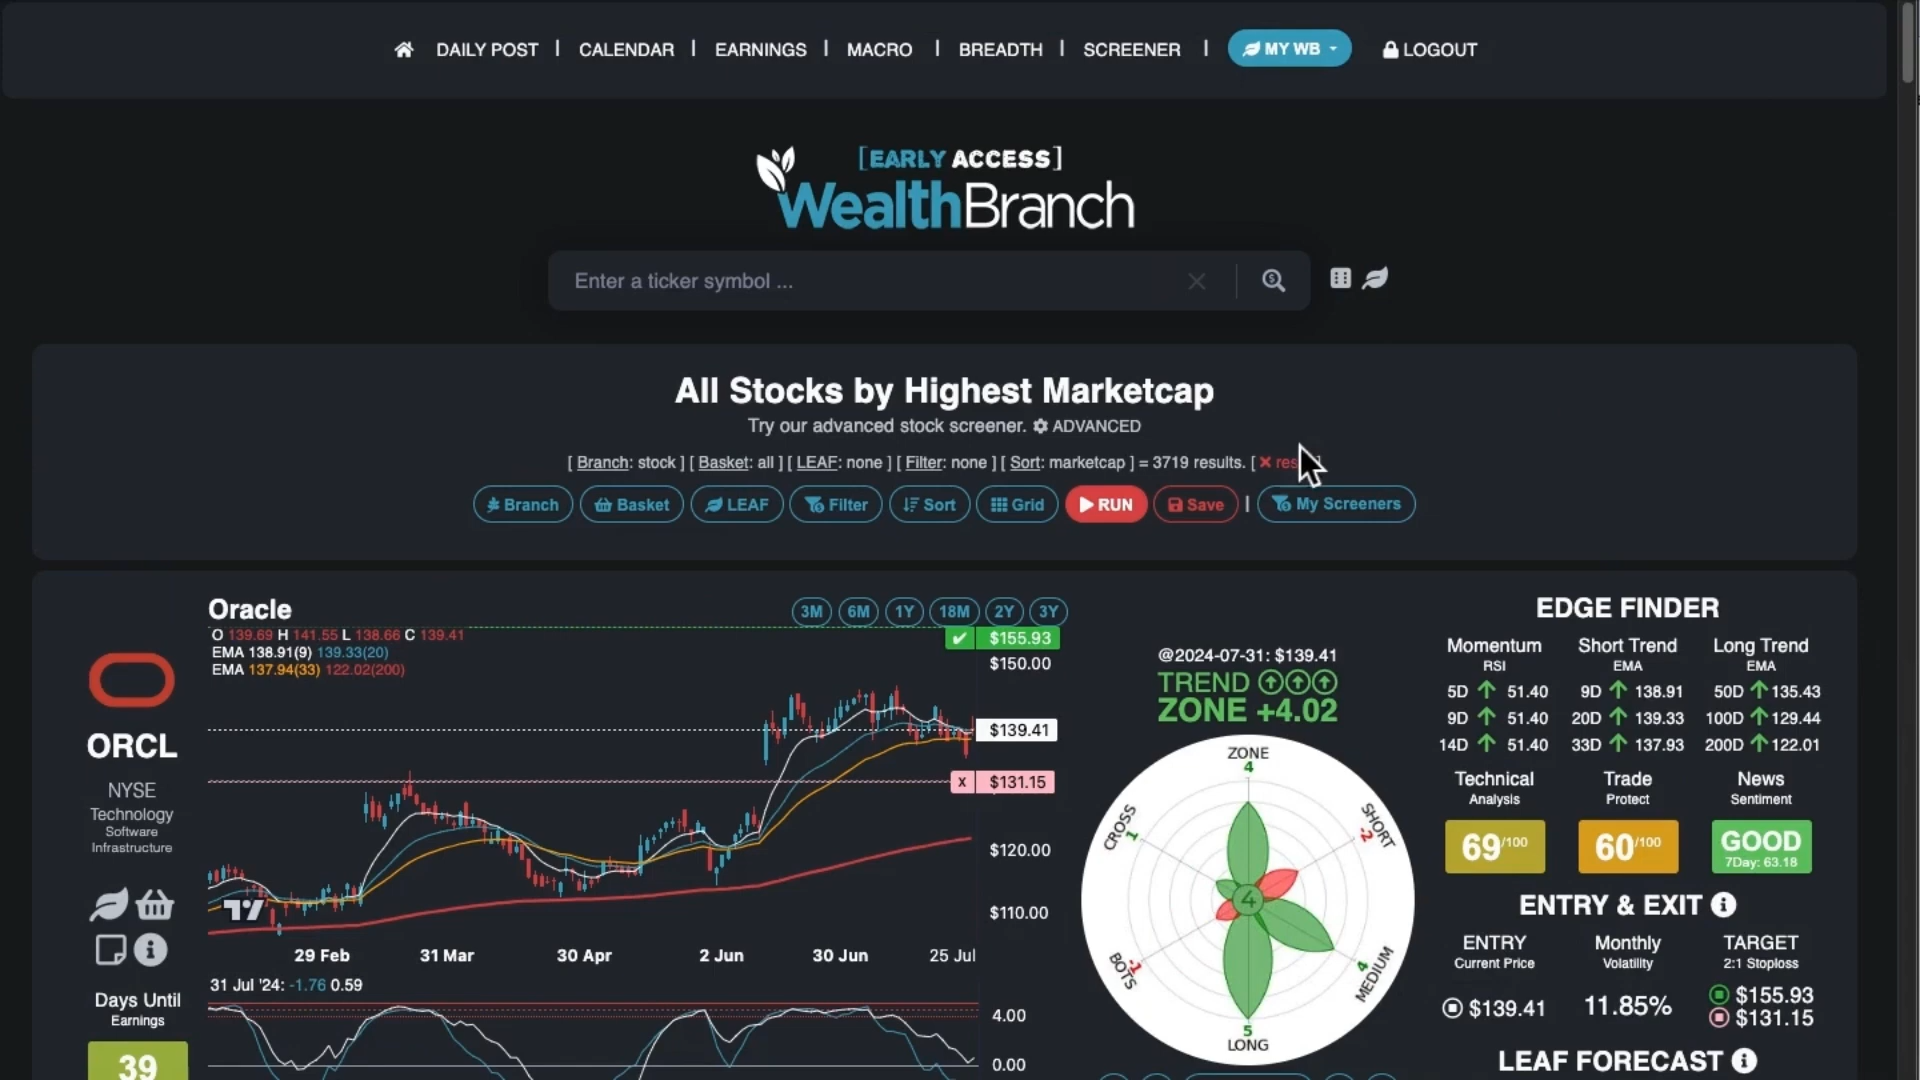 DAILY POST | CALENDAR | EARNINGS | MACRO | BREADTH | SCREENER | MY WB LOGOUT
[EARLY ACCESS]
WealthBranch
Enter a ticker symbol ...
All Stocks by Highest Marketcap
Try our advanced stock screener. ADVANCED
[ Branch: stock ] [ Basket: all ] [ LEAF: none ] [ Filter: none ] [ Sort: marketcap ] = 3719 results. [
Branch Basket LEAF Filter Sort Grid RUN Save | My Screeners
ORCL
NYSE
Technology
Software
Infrastructure
Days Until
Earnings
39
Oracle
3M 6M 1Y 18M 2Y 3Y
O 139.69 H 141.55 L 138.66 C 139.41
EMA 138.91(9) 139.33(20)
EMA 137.94(33) 122.02(200)
$155.93
$150.00
$139.41
x $131.15
$120.00
$110.00
29 Feb 31 Mar 30 Apr 2 Jun 30 Jun 25 Jul
31 Jul '24: -1.76 0.59
4.00
0.00
@2024-07-31: $139.41
TREND
ZONE +4.02
ZONE
4
SHORT
-2
MEDIUM
4
LONG
5
BOTS
-1
CROSS
1
4
EDGE FINDER
Momentum Short Trend Long Trend
RSI EMA EMA
5D 51.40 9D 138.91 50D 135.43
9D 51.40 20D 139.33 100D 129.44
14D 51.40 33D 137.93 200D 122.01
Technical Trade News
Analysis Protect Sentiment
69/100 60/100 GOOD
7Day: 63.18
ENTRY & EXIT
ENTRY Monthly TARGET
Current Price Volatility 2:1 Stoploss
$139.41 11.85% $155.93
$131.15
LEAF FORECAST